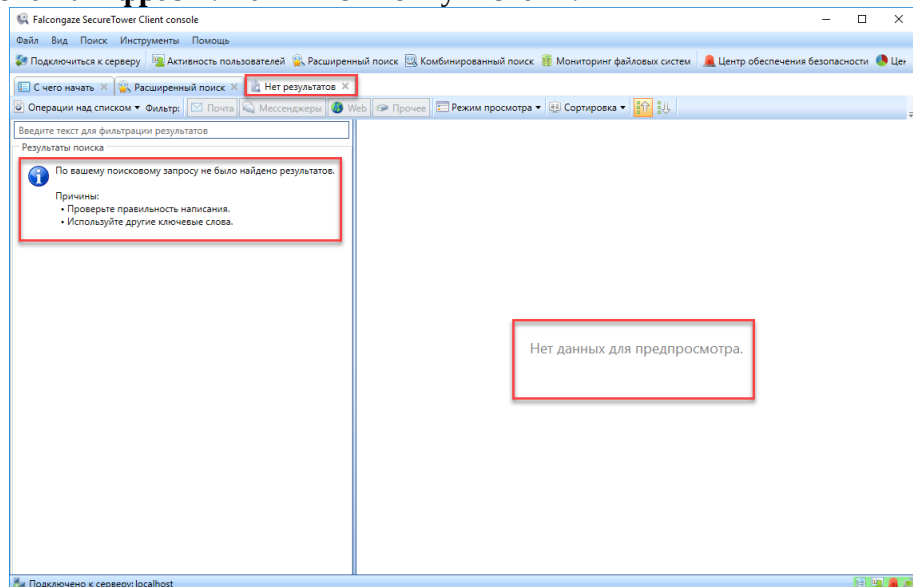 Falcongaze SecureTower Client console
Файл Вид Поиск Инструменты Помощь
Подключиться к серверу Активность пользователей Расширенный поиск Комбинированный поиск Мониторинг файловых систем Центр обеспечения безопасности Цен
С чего начать Расширенный поиск Нет результатов
Операции над списком Фильтр: Почта Мессенджеры Web Прочее Режим просмотра Сортировка
Введите текст для фильтрации результатов
Результаты поиска
По вашему поисковому запросу не было найдено результатов.
Причины:
• Проверьте правильность написания.
• Используйте другие ключевые слова.
Нет данных для предпросмотра.
Подключено к серверу: localhost